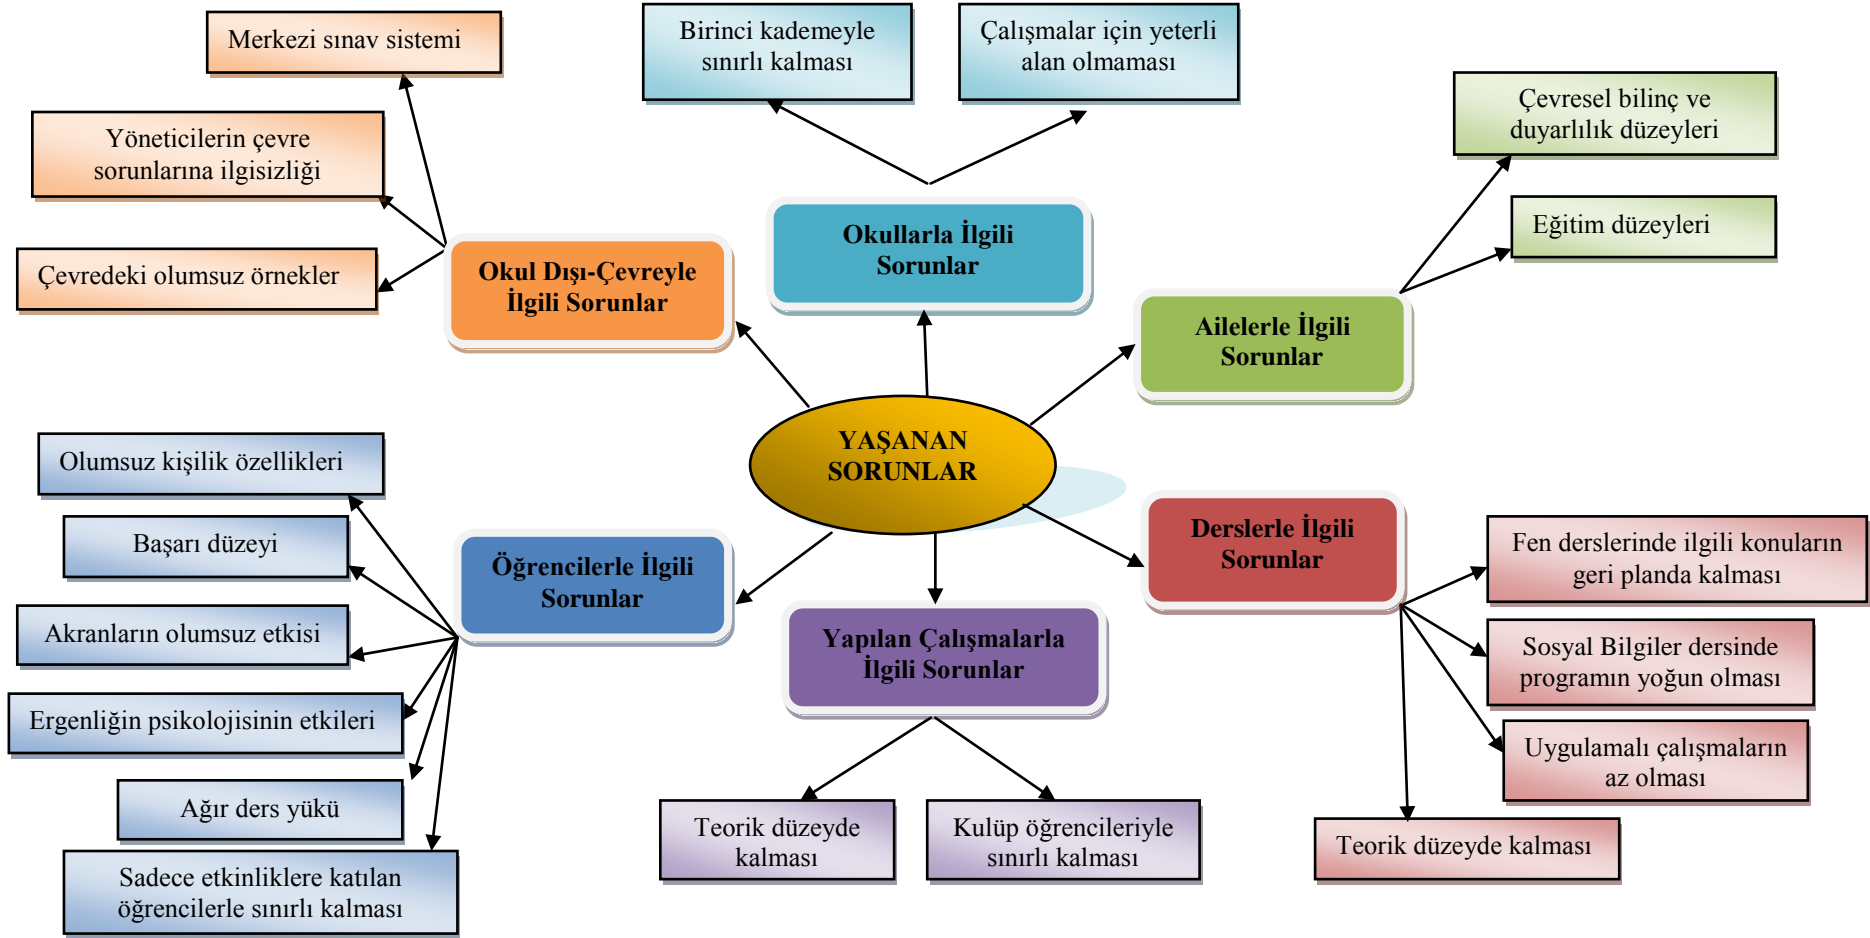 Merkezi sınav sistemi
Birinci kademeyle
sınırlı kalması
Çalışmalar için yeterli
alan olmaması
Çevresel bilinç ve
duyarlılık düzeyleri
Yöneticilerin çevre
sorunlarına ilgisizliği
Eğitim düzeyleri
Çevredeki olumsuz örnekler
Okul Dışı-Çevreyle
İlgili Sorunlar
Okullarla İlgili
Sorunlar
Ailelerle İlgili
Sorunlar
YAŞANAN
SORUNLAR
Olumsuz kişilik özellikleri
Başarı düzeyi
Akranların olumsuz etkisi
Ergenliğin psikolojisinin etkileri
Ağır ders yükü
Sadece etkinliklere katılan
öğrencilerle sınırlı kalması
Öğrencilerle İlgili
Sorunlar
Yapılan Çalışmalarla
İlgili Sorunlar
Teorik düzeyde
kalması
Kulüp öğrencileriyle
sınırlı kalması
Derslerle İlgili
Sorunlar
Fen derslerinde ilgili konuların
geri planda kalması
Sosyal Bilgiler dersinde
programın yoğun olması
Uygulamalı çalışmaların
az olması
Teorik düzeyde kalması